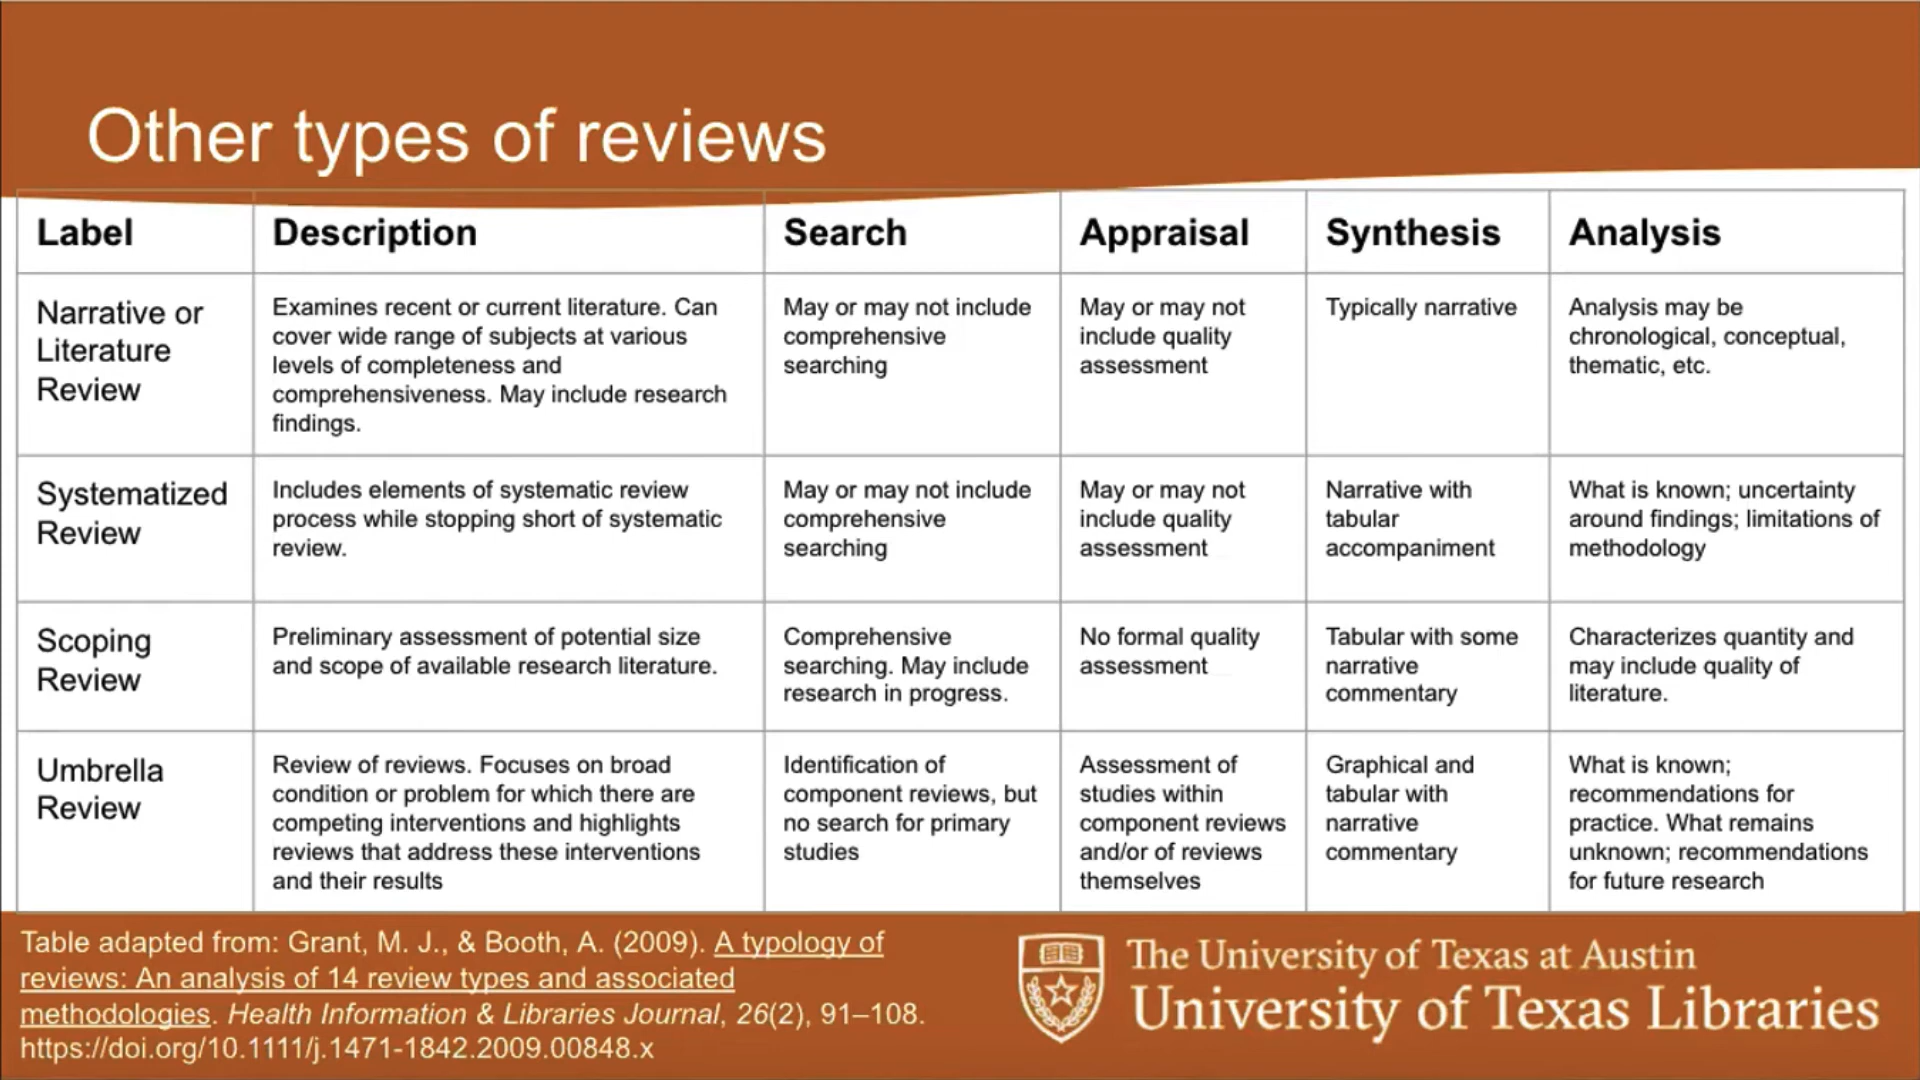 Other types of reviews
Label
Description
Search
Appraisal
Synthesis
Analysis
Narrative or
Literature
Review
Examines recent or current literature. Can
cover wide range of subjects at various
levels of completeness and
comprehensiveness. May include research
findings.
May or may not include
comprehensive
searching
May or may not
include quality
assessment
Typically narrative
Analysis may be
chronological, conceptual,
thematic, etc.
Systematized
Review
Includes elements of systematic review
process while stopping short of systematic
review.
May or may not include
comprehensive
searching
May or may not
include quality
assessment
Narrative with
tabular
accompaniment
What is known; uncertainty
around findings; limitations of
methodology
Scoping
Review
Preliminary assessment of potential size
and scope of available research literature.
Comprehensive
searching. May include
research in progress.
No formal quality
assessment
Tabular with some
narrative
commentary
Characterizes quantity and
may include quality of
literature.
Umbrella
Review
Review of reviews. Focuses on broad
condition or problem for which there are
competing interventions and highlights
reviews that address these interventions
and their results
Identification of
component reviews, but
no search for primary
studies
Assessment of
studies within
component reviews
and/or of reviews
themselves
Graphical and
tabular with
narrative
commentary
What is known;
recommendations for
practice. What remains
unknown; recommendations
for future research
Table adapted from: Grant, M. J., & Booth, A. (2009). A typology of
reviews: An analysis of 14 review types and associated
methodologies. Health Information & Libraries Journal, 26(2), 91–108.
https://doi.org/10.1111/j.1471-1842.2009.00848.x
The University of Texas at Austin
University of Texas Libraries